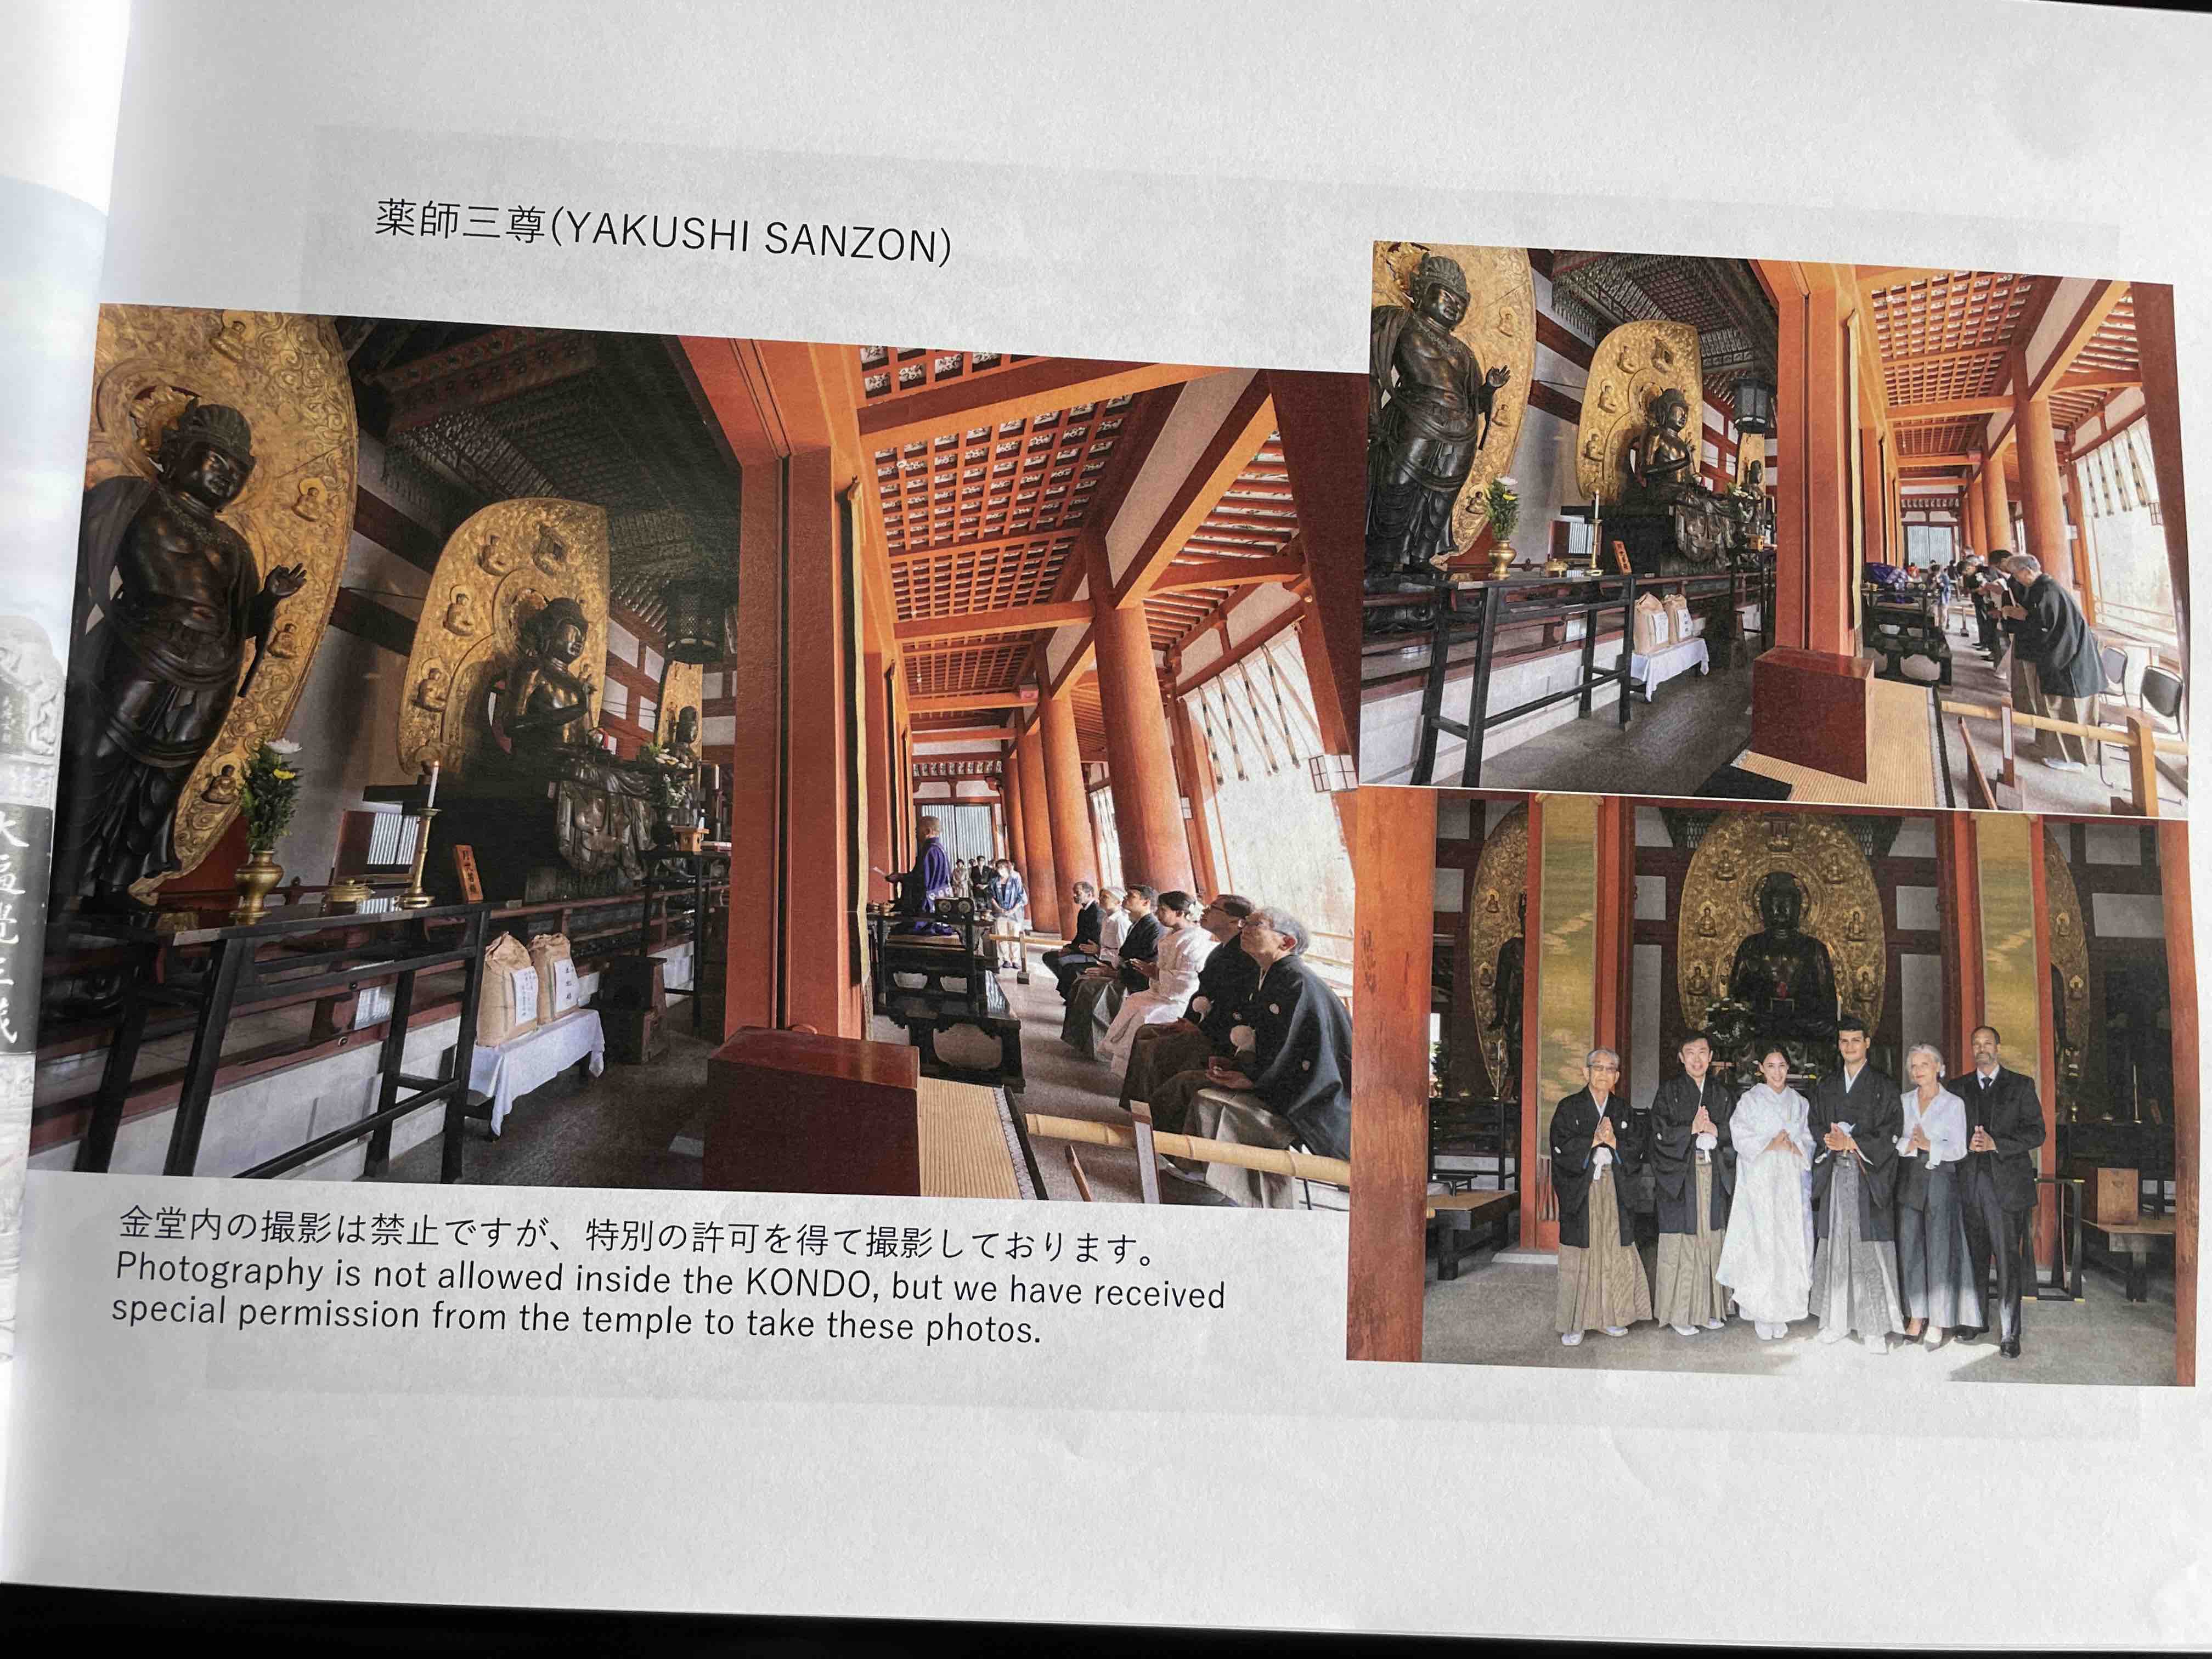 薬師三尊(YAKUSHI SANZON)
金堂内の撮影は禁止ですが、特別の許可を得て撮影しております。
Photography is not allowed inside the KONDO, but we have received
special permission from the temple to take these photos.